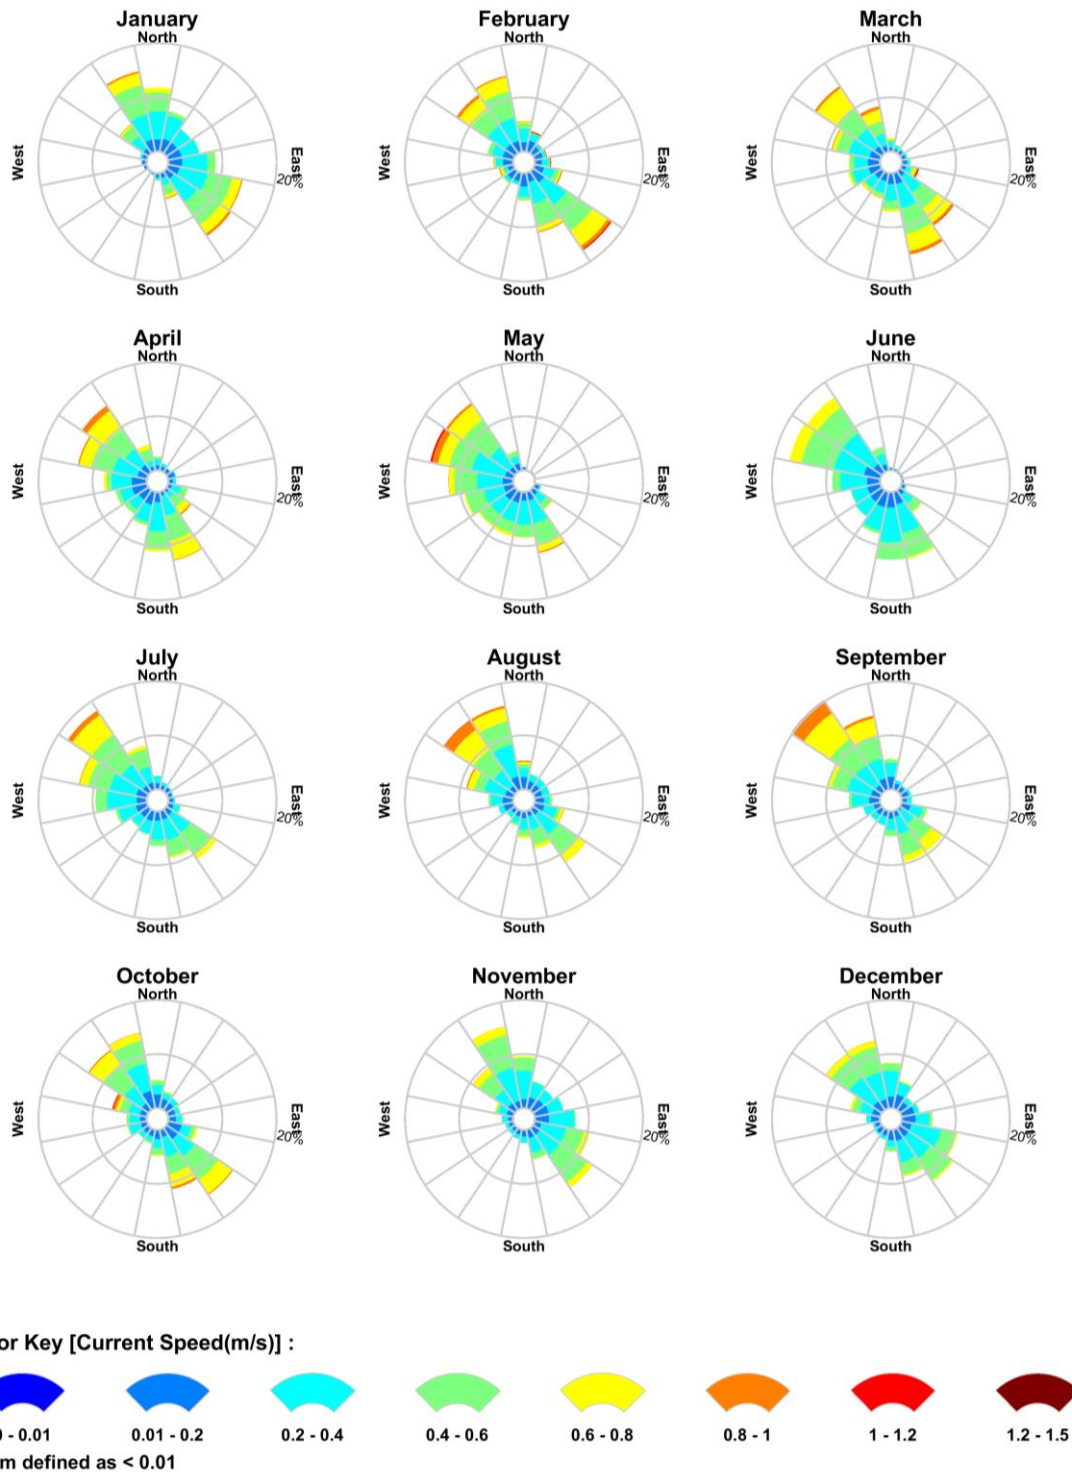 January
North
West
East
20%
South
February
North
West
East
20%
South
March
North
West
East
20%
South
April
North
West
East
20%
South
May
North
West
East
20%
South
June
North
West
East
20%
South
July
North
West
East
20%
South
August
North
West
East
20%
South
September
North
West
East
20%
South
October
North
West
East
20%
South
November
North
West
East
20%
South
December
North
West
East
20%
South
or Key [Current Speed(m/s)] :
- 0.01
0.01 - 0.2
0.2 - 0.4
0.4 - 0.6
0.6 - 0.8
0.8 - 1
1 - 1.2
1.2 - 1.5
m defined as < 0.01